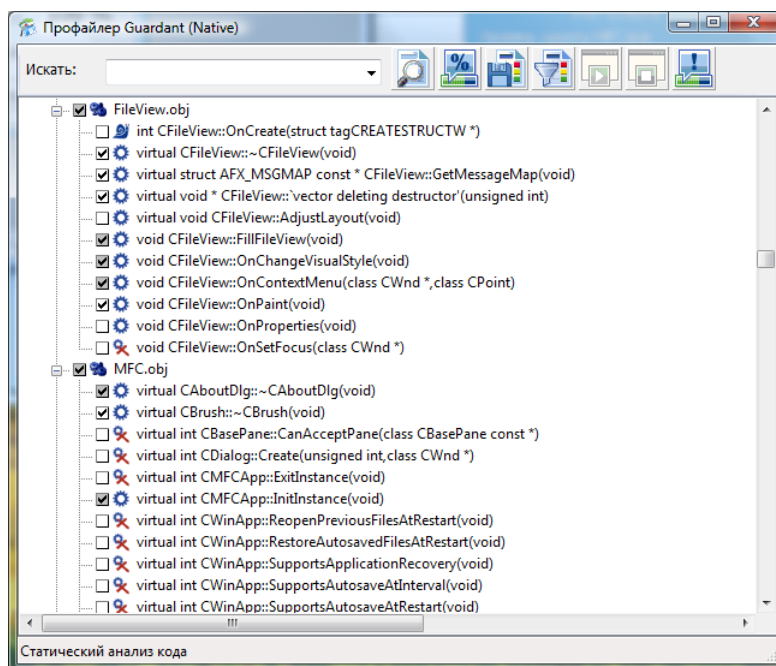 Профайлер Guardant (Native)
Искать:
%
FileView.obj
int CFileView::OnCreate(struct tagCREATESTRUCTW *)
virtual CFileView::~CFileView(void)
virtual struct AFX_MSGMAP const * CFileView::GetMessageMap(void)
virtual void * CFileView::`vector deleting destructor'(unsigned int)
virtual void CFileView::AdjustLayout(void)
void CFileView::FillFileView(void)
void CFileView::OnChangeVisualStyle(void)
void CFileView::OnContextMenu(class CWnd *,class CPoint)
void CFileView::OnPaint(void)
void CFileView::OnProperties(void)
void CFileView::OnSetFocus(class CWnd *)
MFC.obj
virtual CAboutDlg::~CAboutDlg(void)
virtual CBrush::~CBrush(void)
virtual int CBasePane::CanAcceptPane(class CBasePane const *)
virtual int CDialog::Create(unsigned int,class CWnd *)
virtual int CMFCApp::ExitInstance(void)
virtual int CMFCApp::InitInstance(void)
virtual int CWinApp::ReopenPreviousFilesAtRestart(void)
virtual int CWinApp::RestoreAutosavedFilesAtRestart(void)
virtual int CWinApp::SupportsApplicationRecovery(void)
virtual int CWinApp::SupportsAutosaveAtInterval(void)
virtual int CWinApp::SupportsAutosaveAtRestart(void)
Статический анализ кода